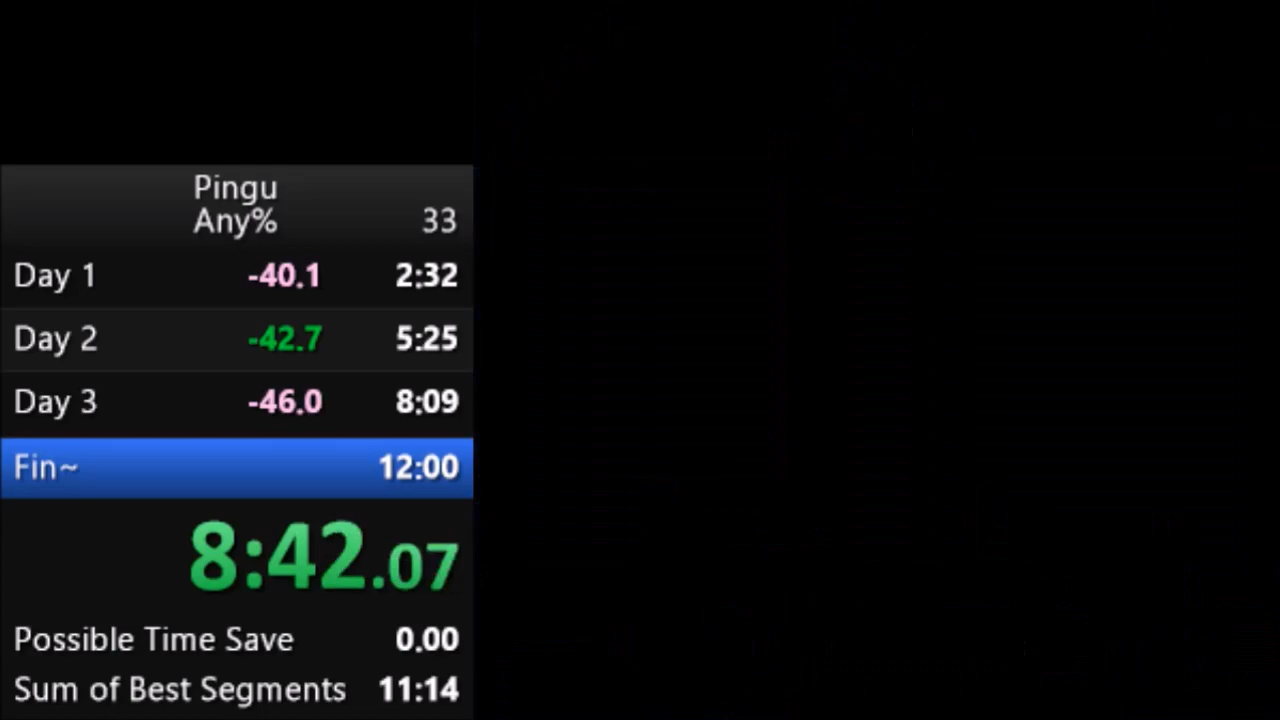 Pingu
Any% 33
Day 1 -40.1 2:32
Day 2 -42.7 5:25
Day 3 -46.0 8:09
Fin~ 12:00
8:42.07
Possible Time Save 0.00
Sum of Best Segments 11:14